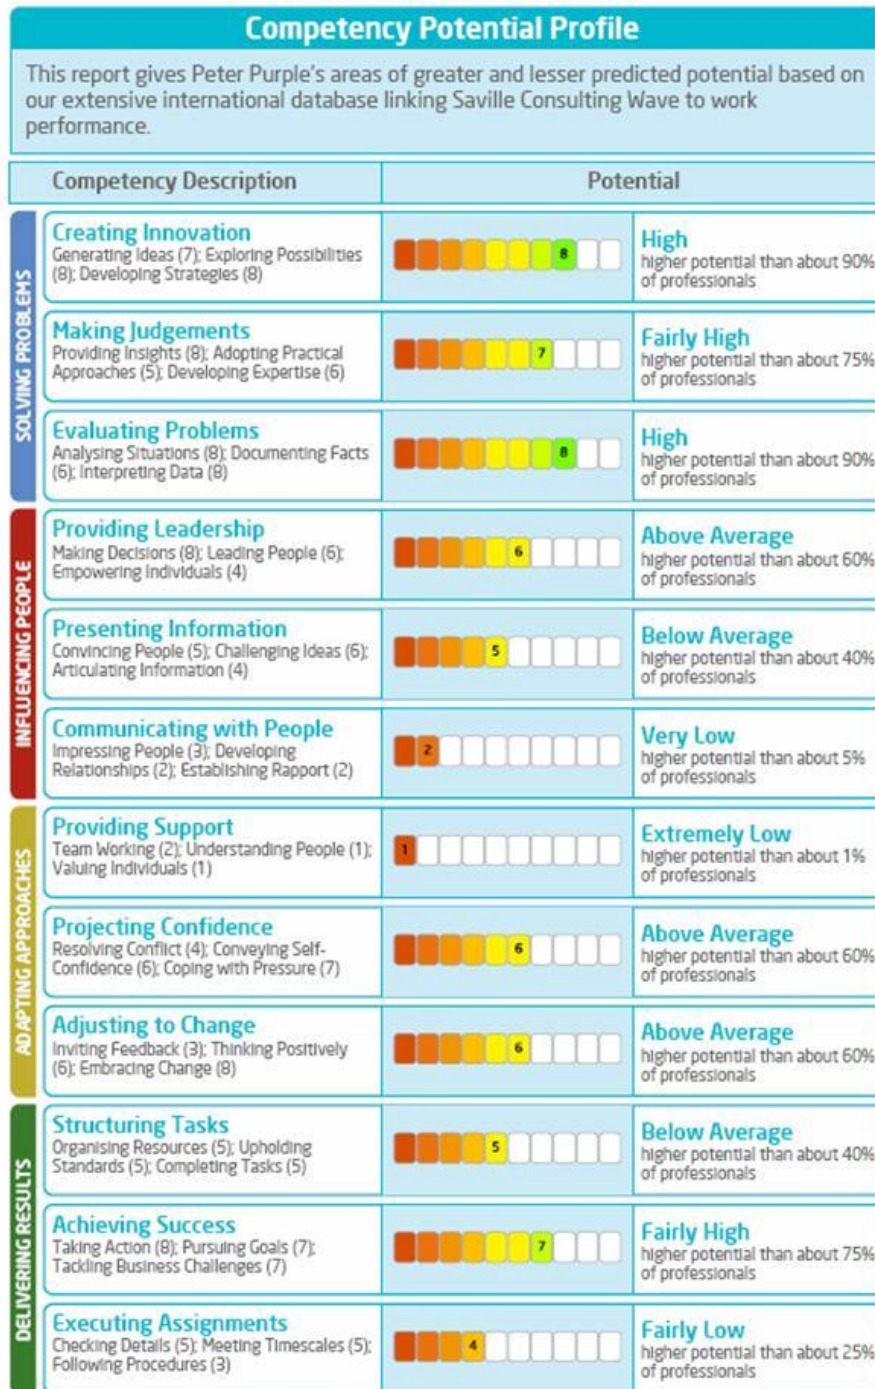 Competency Potential Profile
This report gives Peter Purple's areas of greater and lesser predicted potential based on
our extensive international database linking Saville Consulting Wave to work
performance.
Competency Description
Potential
SOLVING PROBLEMS
Creating Innovation
Generating Ideas (7); Exploring Possibilities
(8); Developing Strategies (8)
8
High
higher potential than about 90%
of professionals
Making Judgements
Providing Insights (8); Adopting Practical
Approaches (5); Developing Expertise (6)
7
Fairly High
higher potential than about 75%
of professionals
Evaluating Problems
Analysing Situations (8); Documenting Facts
(6); Interpreting Data (8)
8
High
higher potential than about 90%
of professionals
INFLUENCING PEOPLE
Providing Leadership
Making Decisions (8); Leading People (6);
Empowering Individuals (4)
6
Above Average
higher potential than about 60%
of professionals
Presenting Information
Convincing People (5); Challenging Ideas (6);
Articulating Information (4)
5
Below Average
higher potential than about 40%
of professionals
Communicating with People
Impressing People (3); Developing
Relationships (2); Establishing Rapport (2)
2
Very Low
higher potential than about 5%
of professionals
ADAPTING APPROACHES
Providing Support
Team Working (2); Understanding People (1);
Valuing Individuals (1)
1
Extremely Low
higher potential than about 1%
of professionals
Projecting Confidence
Resolving Conflict (4); Conveying Self-
Confidence (6); Coping with Pressure (7)
6
Above Average
higher potential than about 60%
of professionals
Adjusting to Change
Inviting Feedback (3); Thinking Positively
(6); Embracing Change (8)
6
Above Average
higher potential than about 60%
of professionals
DELIVERING RESULTS
Structuring Tasks
Organising Resources (5); Upholding
Standards (5); Completing Tasks (5)
5
Below Average
higher potential than about 40%
of professionals
Achieving Success
Taking Action (8); Pursuing Goals (7);
Tackling Business Challenges (7)
7
Fairly High
higher potential than about 75%
of professionals
Executing Assignments
Checking Details (5); Meeting Timescales (5);
Following Procedures (3)
4
Fairly Low
higher potential than about 25%
of professionals